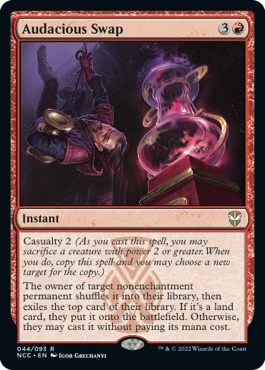 Audacious Swap 3
Instant
Casualty 2 (As you cast this spell, you may
sacrifice a creature with power 2 or greater. When
you do, copy this spell and you may choose a new
target for the copy.)
The owner of target nonenchantment
permanent shuffles it into their library, then
exiles the top card of their library. If it's a land
card, they put it onto the battlefield. Otherwise,
they may cast it without paying its mana cost.
044/093 R
NCC • EN Igor Grechanyi
™ & © 2022 Wizards of the Coast